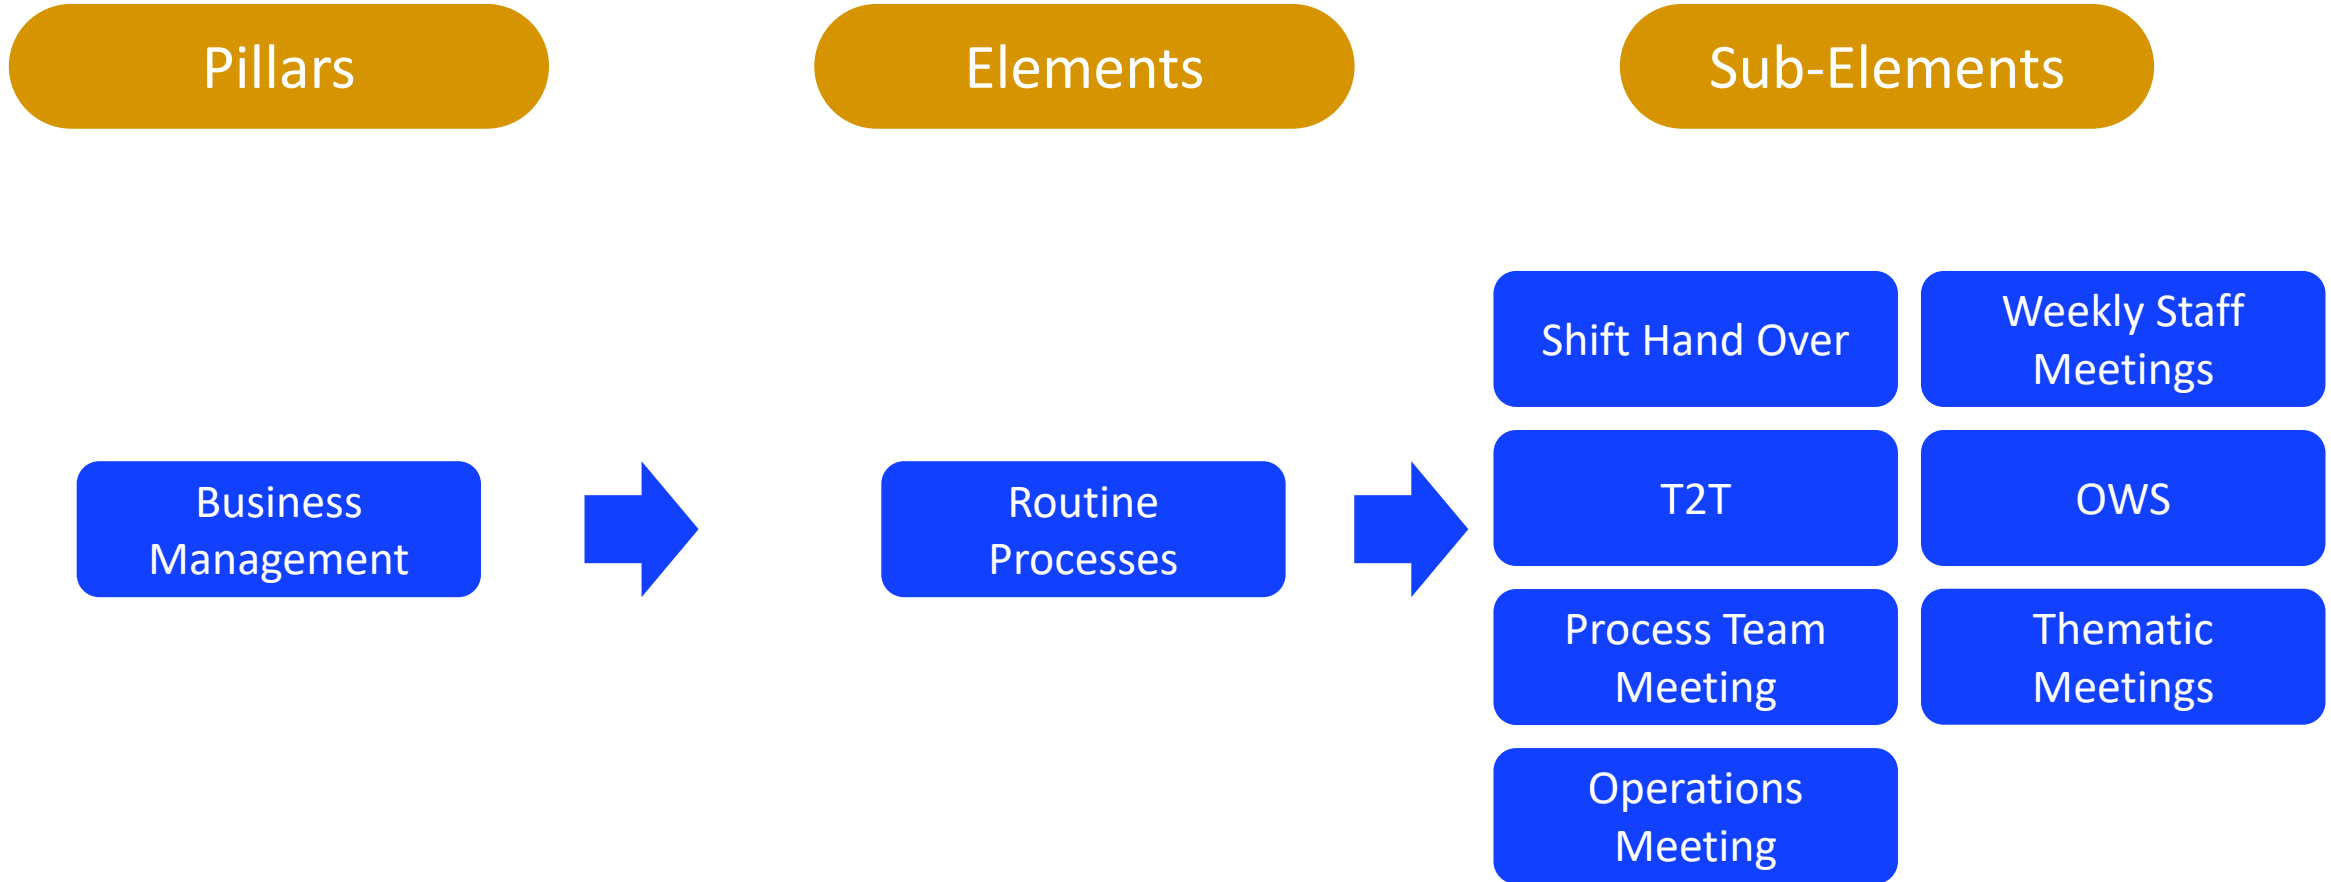 Pillars
Elements
Sub-Elements
Business
Management
Routine
Processes
Shift Hand Over
Weekly Staff
Meetings
T2T
OWS
Process Team
Meeting
Thematic
Meetings
Operations
Meeting